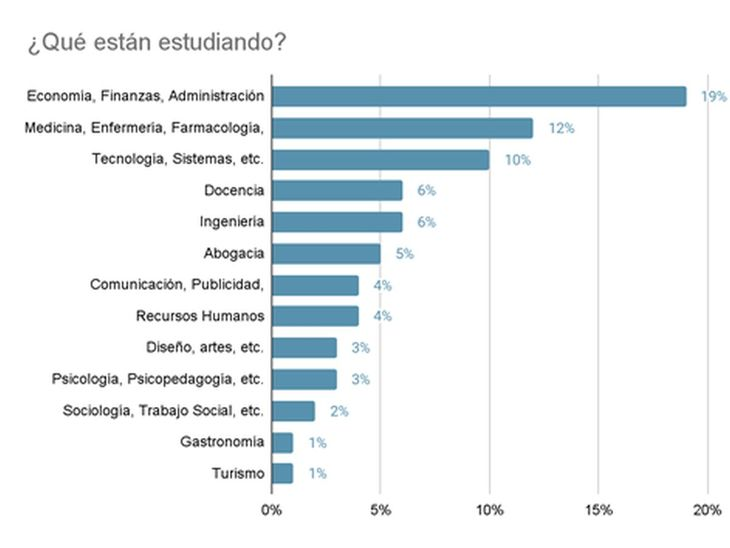 ¿Qué están estudiando?
Economía, Finanzas, Administración 19%
Medicina, Enfermería, Farmacología, 12%
Tecnología, Sistemas, etc. 10%
Docencia 6%
Ingeniería 6%
Abogacia 5%
Comunicación, Publicidad, 4%
Recursos Humanos 4%
Diseño, artes, etc. 3%
Psicología, Psicopedagogía, etc. 3%
Sociología, Trabajo Social, etc. 2%
Gastronomía 1%
Turismo 1%
0% 5% 10% 15% 20%